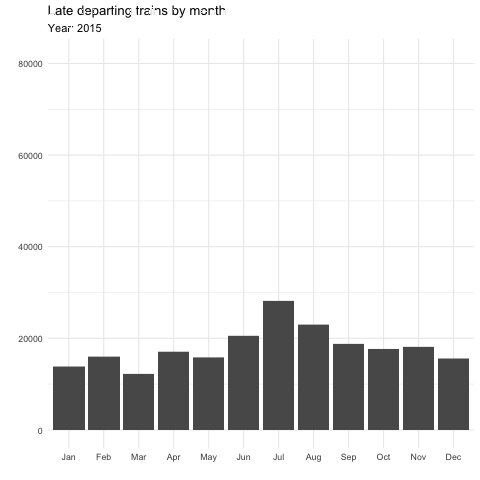 Late departing trains by month
Year: 2015
80000
60000
40000
20000
0
Jan Feb Mar Apr May Jun Jul Aug Sep Oct Nov Dec